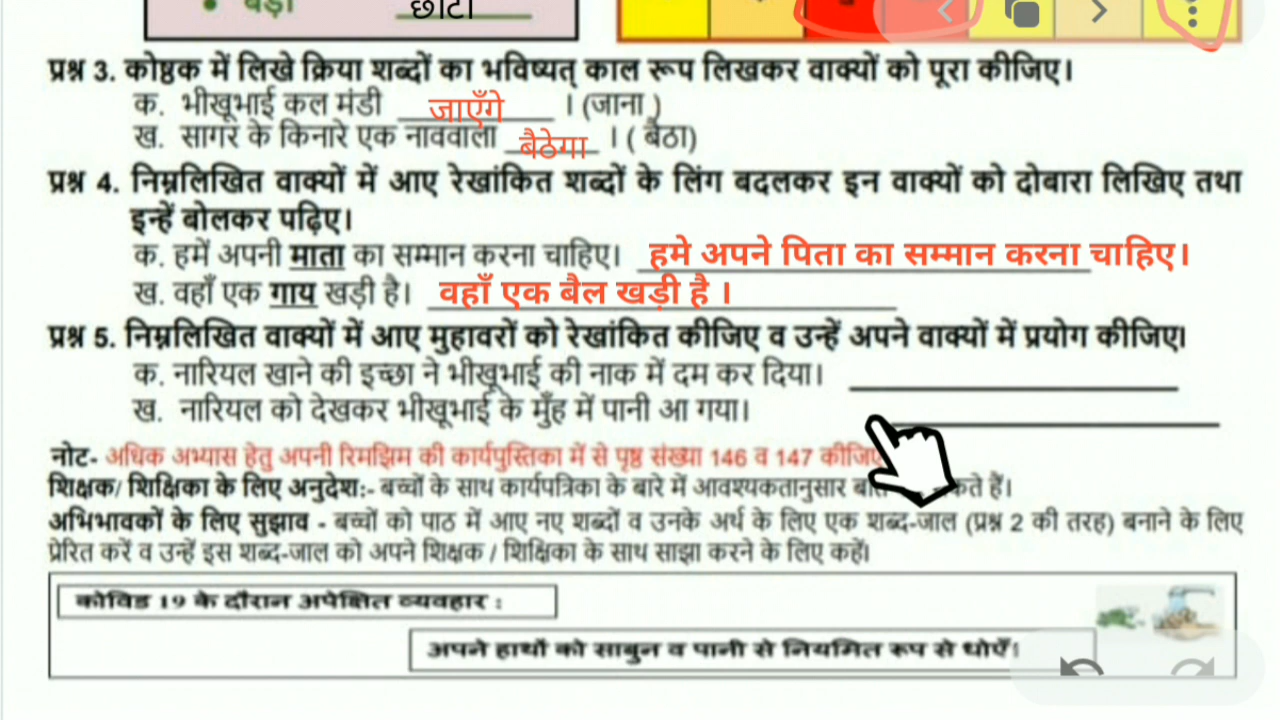 बड़ा छोटा
प्रश्न 3. कोष्ठक में लिखे क्रिया शब्दों का भविष्यत् काल रूप लिखकर वाक्यों को पूरा कीजिए।
क. भीखूभाई कल मंडी जाएँगे । (जाना )
ख. सागर के किनारे एक नाववाला बैठेगा । ( बैठा)
प्रश्न 4. निम्नलिखित वाक्यों में आए रेखांकित शब्दों के लिंग बदलकर इन वाक्यों को दोबारा लिखिए तथा
इन्हें बोलकर पढ़िए।
क. हमें अपनी माता का सम्मान करना चाहिए। हमे अपने पिता का सम्मान करना चाहिए।
ख. वहाँ एक गाय खड़ी है। वहाँ एक बैल खड़ी है ।
प्रश्न 5. निम्नलिखित वाक्यों में आए मुहावरों को रेखांकित कीजिए व उन्हें अपने वाक्यों में प्रयोग कीजिए।
क. नारियल खाने की इच्छा ने भीखूभाई की नाक में दम कर दिया।
ख. नारियल को देखकर भीखूभाई के मुँह में पानी आ गया।
नोट- अधिक अभ्यास हेतु अपनी रिमझिम की कार्यपुस्तिका में से पृष्ठ संख्या 146 व 147 कीजिए
शिक्षक/ शिक्षिका के लिए अनुदेश:- बच्चों के साथ कार्यपत्रिका के बारे में आवश्यकतानुसार हैं।
अभिभावकों के लिए सुझाव - बच्चों को पाठ में आए नए शब्दों व उनके अर्थ के लिए एक शब्द-जाल (प्रश्न 2 की तरह) बनाने के लिए
प्रेरित करें व उन्हें इस शब्द-जाल को अपने शिक्षक / शिक्षिका के साथ साझा करने के लिए कहें।
कोविड 19 के दौरान अपेक्षित व्यवहार :
अपने हाथों को साबुन व पानी से नियमित रूप से धोएँ।